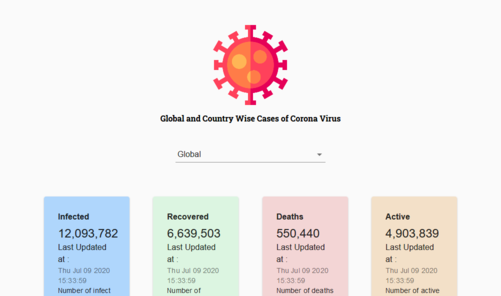 Global and Country Wise Cases of Corona Virus
Global
Infected
12,093,782
Last Updated
at :
Thu Jul 09 2020
15:33:59
Number of infect
Recovered
6,639,503
Last Updated
at :
Thu Jul 09 2020
15:33:59
Number of
Deaths
550,440
Last Updated
at :
Thu Jul 09 2020
15:33:59
Number of deaths
Active
4,903,839
Last Updated
at :
Thu Jul 09 2020
15:33:59
Number of active